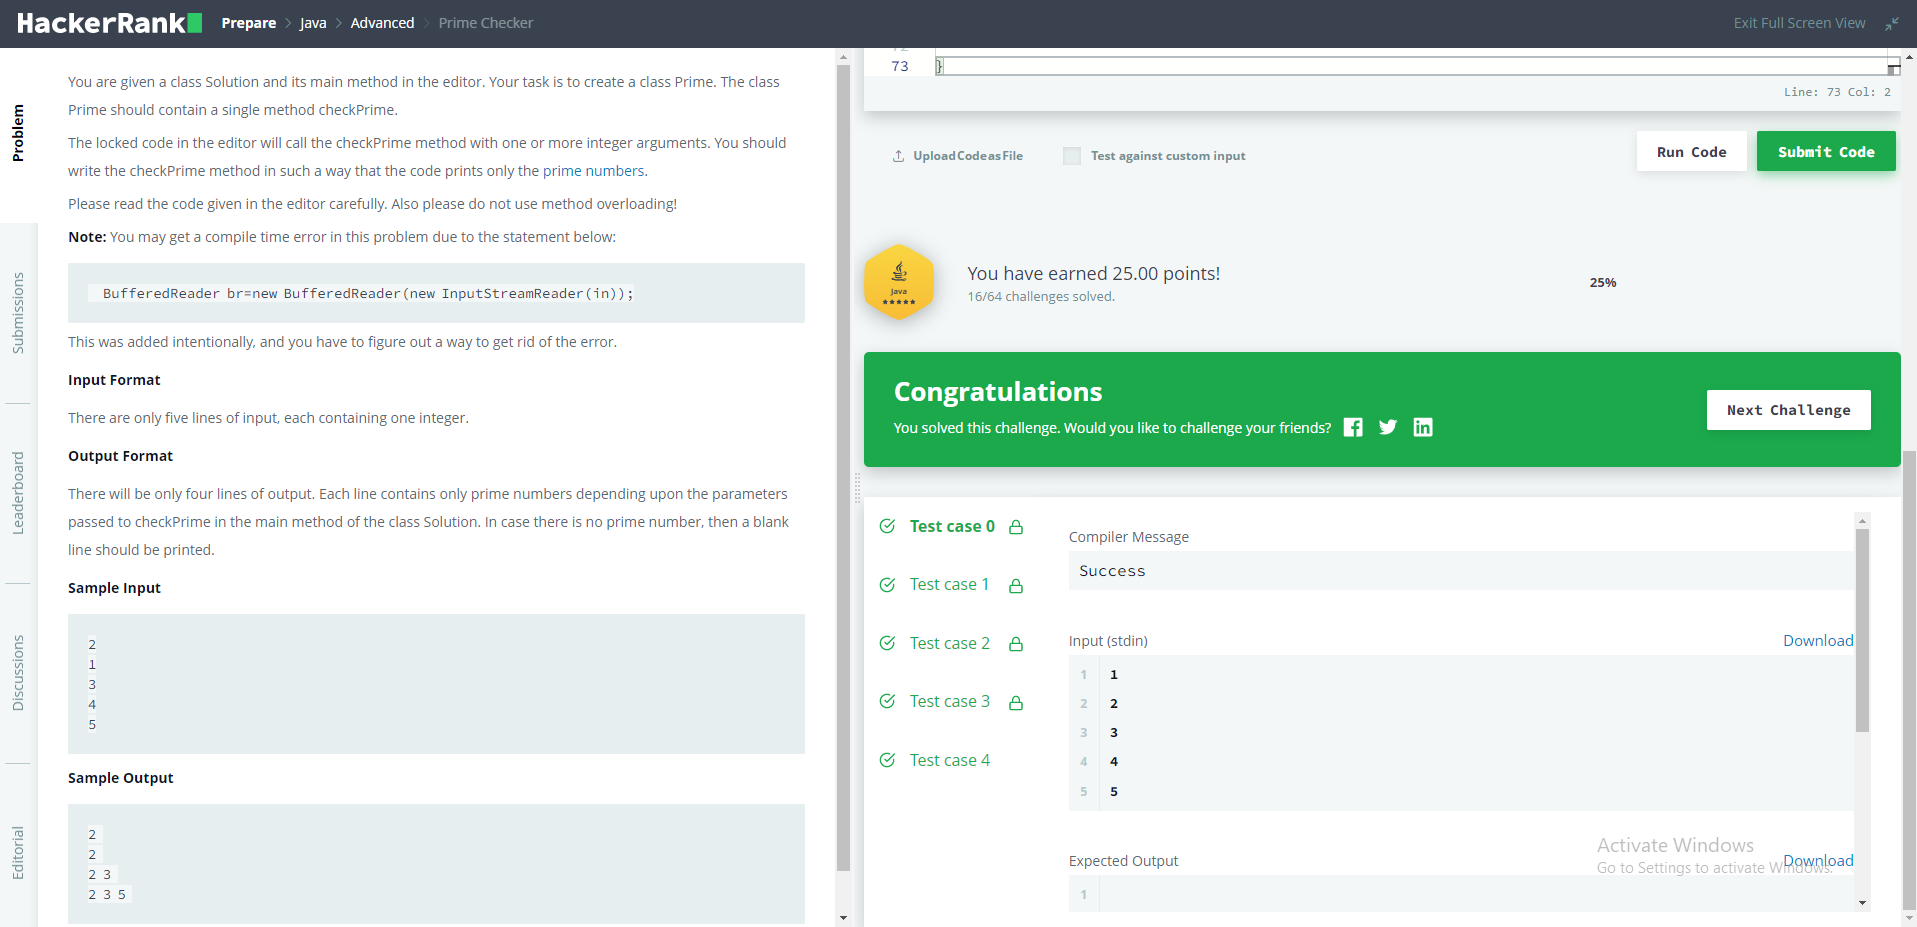 HackerRank
Prepare > Java > Advanced > Prime Checker
Exit Full Screen View
Problem
Submissions
Leaderboard
Discussions
Editorial
You are given a class Solution and its main method in the editor. Your task is to create a class Prime. The class
Prime should contain a single method checkPrime.
The locked code in the editor will call the checkPrime method with one or more integer arguments. You should
write the checkPrime method in such a way that the code prints only the prime numbers.
Please read the code given in the editor carefully. Also please do not use method overloading!
Note: You may get a compile time error in this problem due to the statement below:
BufferedReader br=new BufferedReader(new InputStreamReader(in));
This was added intentionally, and you have to figure out a way to get rid of the error.
Input Format
There are only five lines of input, each containing one integer.
Output Format
There will be only four lines of output. Each line contains only prime numbers depending upon the parameters
passed to checkPrime in the main method of the class Solution. In case there is no prime number, then a blank
line should be printed.
Sample Input
2
1
3
4
5
Sample Output
2
2
2 3
2 3 5
73 }
Line: 73 Col: 2
Upload Code as File
Test against custom input
Run Code
Submit Code
Java
You have earned 25.00 points!
16/64 challenges solved.
25%
Congratulations
You solved this challenge. Would you like to challenge your friends?
Next Challenge
Test case 0
Test case 1
Test case 2
Test case 3
Test case 4
Compiler Message
Success
Input (stdin)
Download
1 1
2 2
3 3
4 4
5 5
Expected Output
Download
1
Activate Windows
Go to Settings to activate Windows.